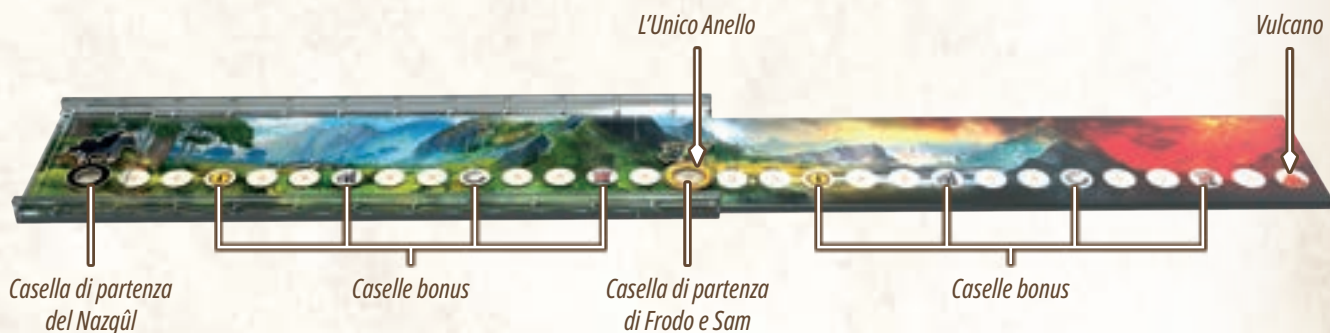 L'Unico Anello
Vulcano
Casella di partenza
del Nazgûl
Caselle bonus
Casella di partenza
di Frodo e Sam
Caselle bonus